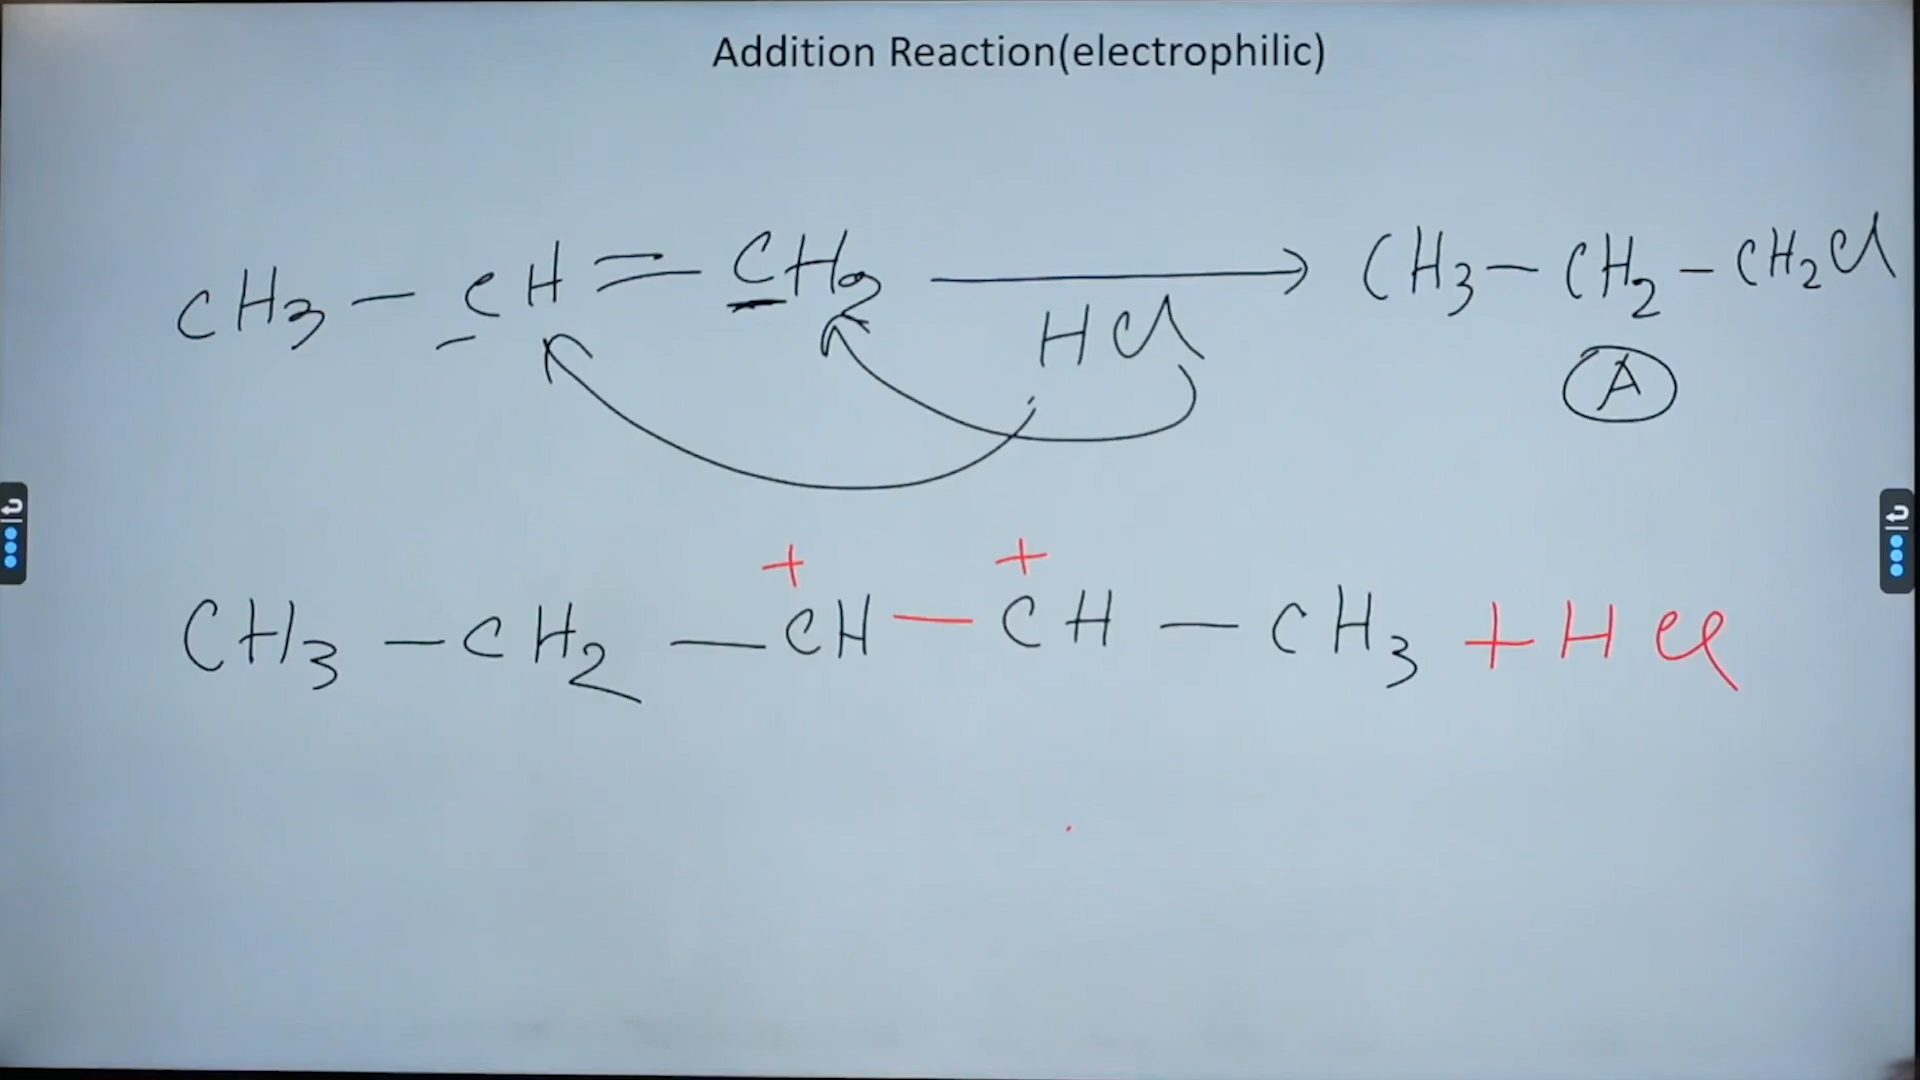 Addition Reaction(electrophilic)
CH3 — CH = CH2 → CH3 — CH2 — CH2Cl
HCl
A
CH3 — CH2 — CH — CH — CH3 + HCl
+ +